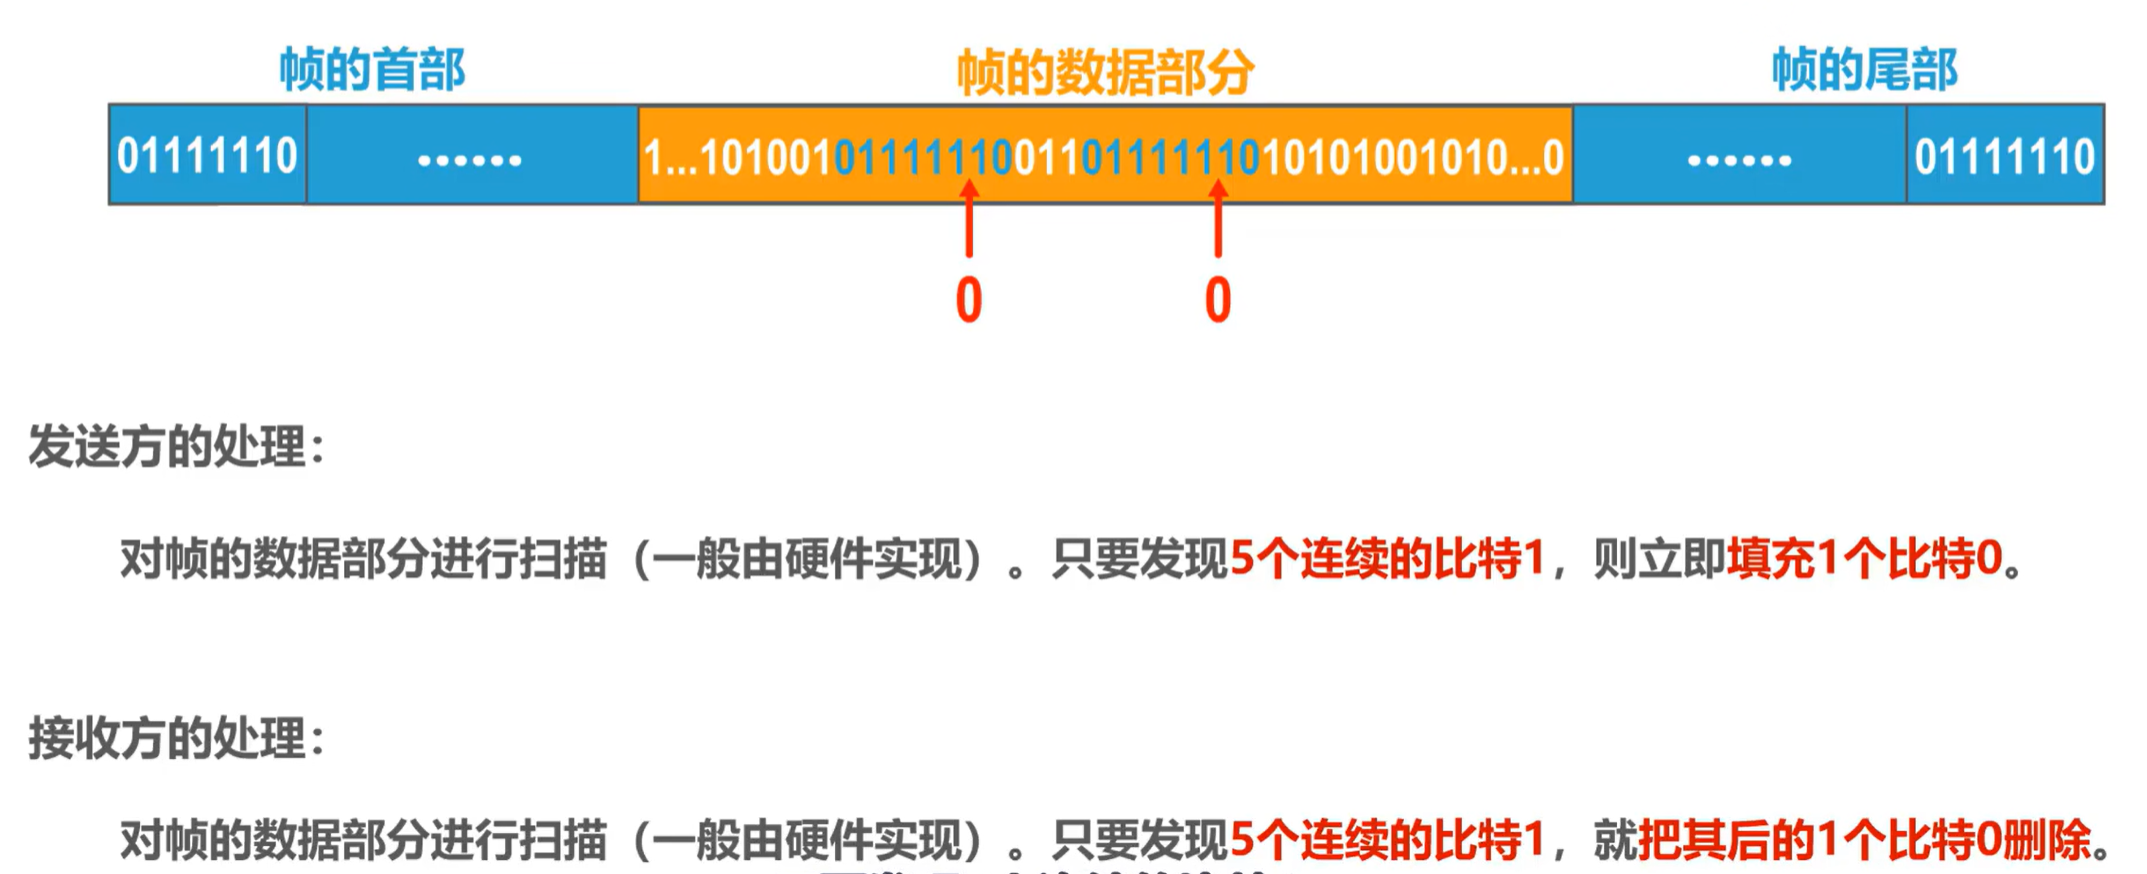 帧的首部 帧的数据部分 帧的尾部
01111110 …… 1...101001011111100110111111010101001010...0 …… 01111110
0 0
发送方的处理：
对帧的数据部分进行扫描（一般由硬件实现）。只要发现5个连续的比特1，则立即填充1个比特0。
接收方的处理：
对帧的数据部分进行扫描（一般由硬件实现）。只要发现5个连续的比特1，就把其后的1个比特0删除。